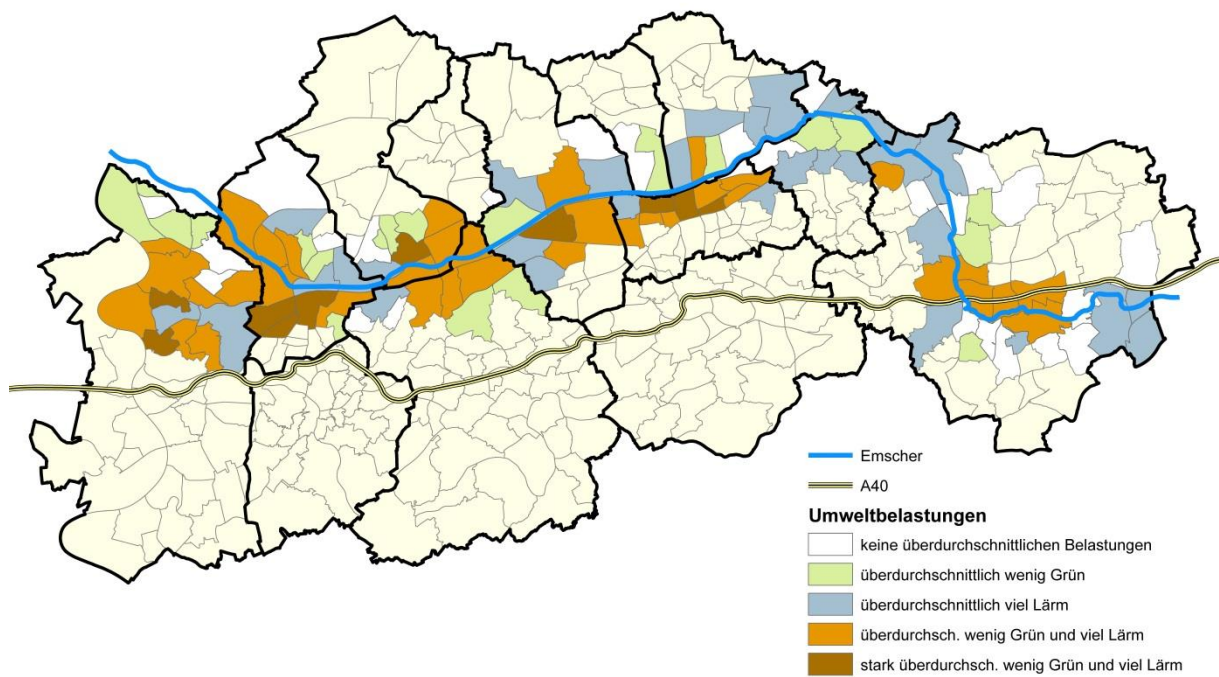 Emscher
A40
Umweltbelastungen
keine überdurchschnittlichen Belastungen
überdurchschnittlich wenig Grün
überdurchschnittlich viel Lärm
überdurchsch. wenig Grün und viel Lärm
stark überdurchsch. wenig Grün und viel Lärm